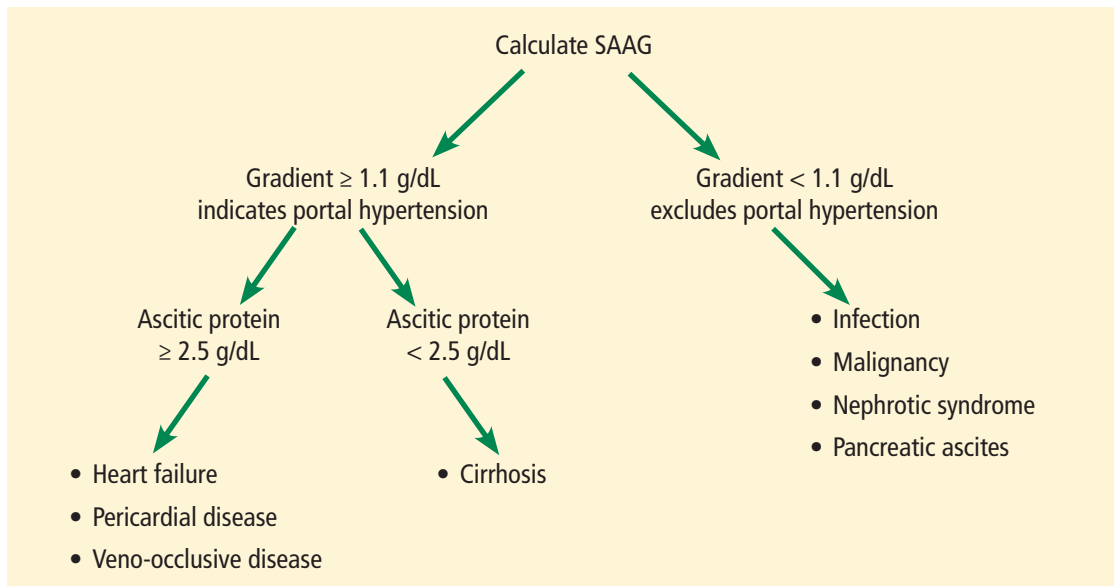 Calculate SAAG
Gradient ≥ 1.1 g/dL
indicates portal hypertension
Gradient < 1.1 g/dL
excludes portal hypertension
Ascitic protein
≥ 2.5 g/dL
Ascitic protein
< 2.5 g/dL
• Infection
• Malignancy
• Nephrotic syndrome
• Pancreatic ascites
• Heart failure
• Pericardial disease
• Veno-occlusive disease
• Cirrhosis